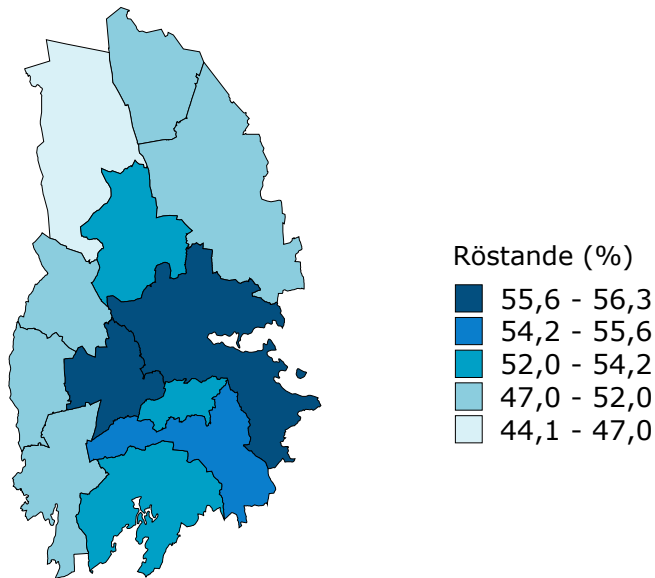 Röstande (%)
55,6 - 56,3
54,2 - 55,6
52,0 - 54,2
47,0 - 52,0
44,1 - 47,0